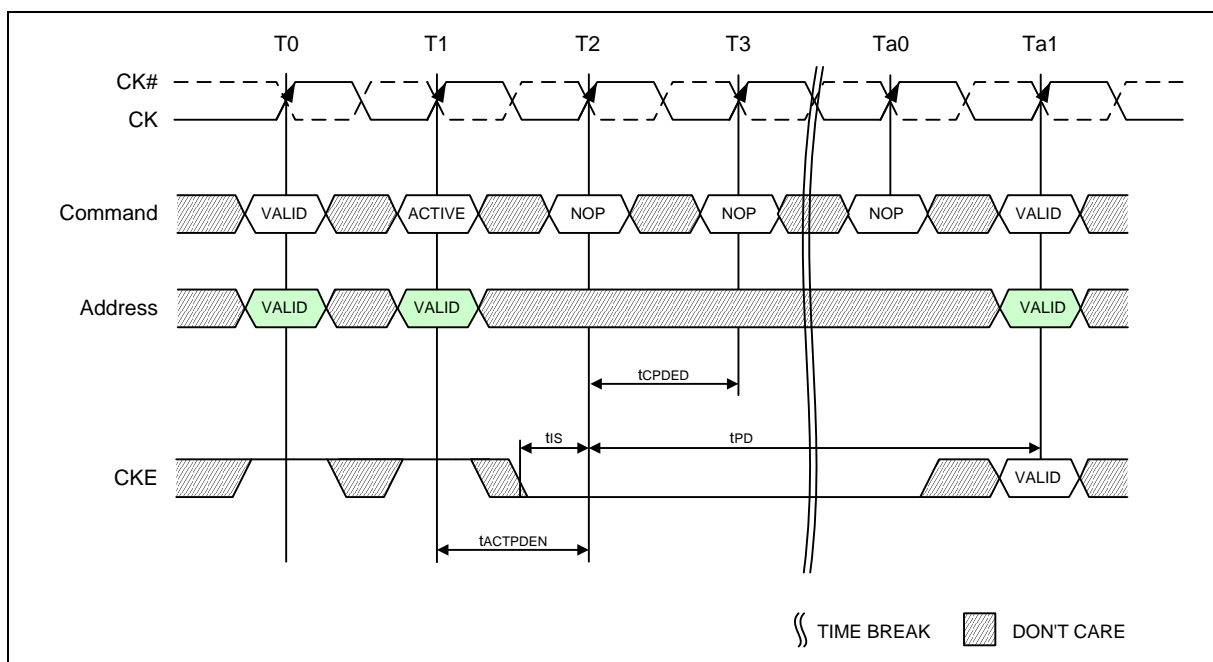 T0 T1 T2 T3 Ta0 Ta1
CK#
CK
Command VALID ACTIVE NOP NOP NOP VALID
Address VALID VALID VALID
tCPDED
tIS tPD
CKE VALID
tACTPDEN
TIME BREAK DON'T CARE